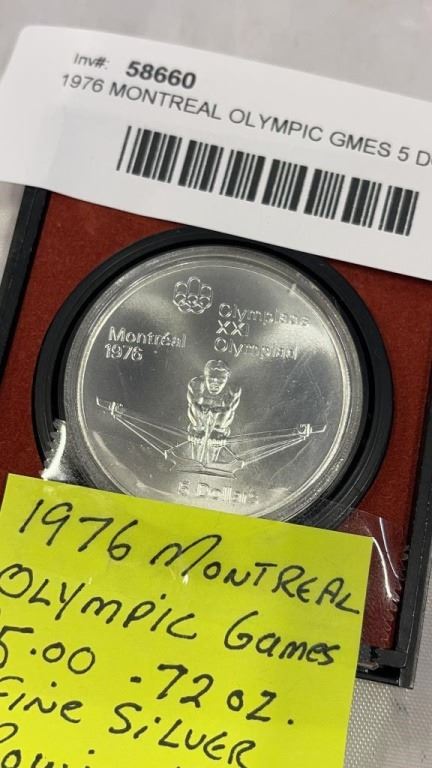 Inv#: 58660
1976 MONTREAL OLYMPIC GMES 5 D
Olympiade
XXI
Olympiad
Montréal
1976
5 Dollars
1976 MONTREAL
OLYMPIC Games
5.00 .72 oz.
FINE SILVER